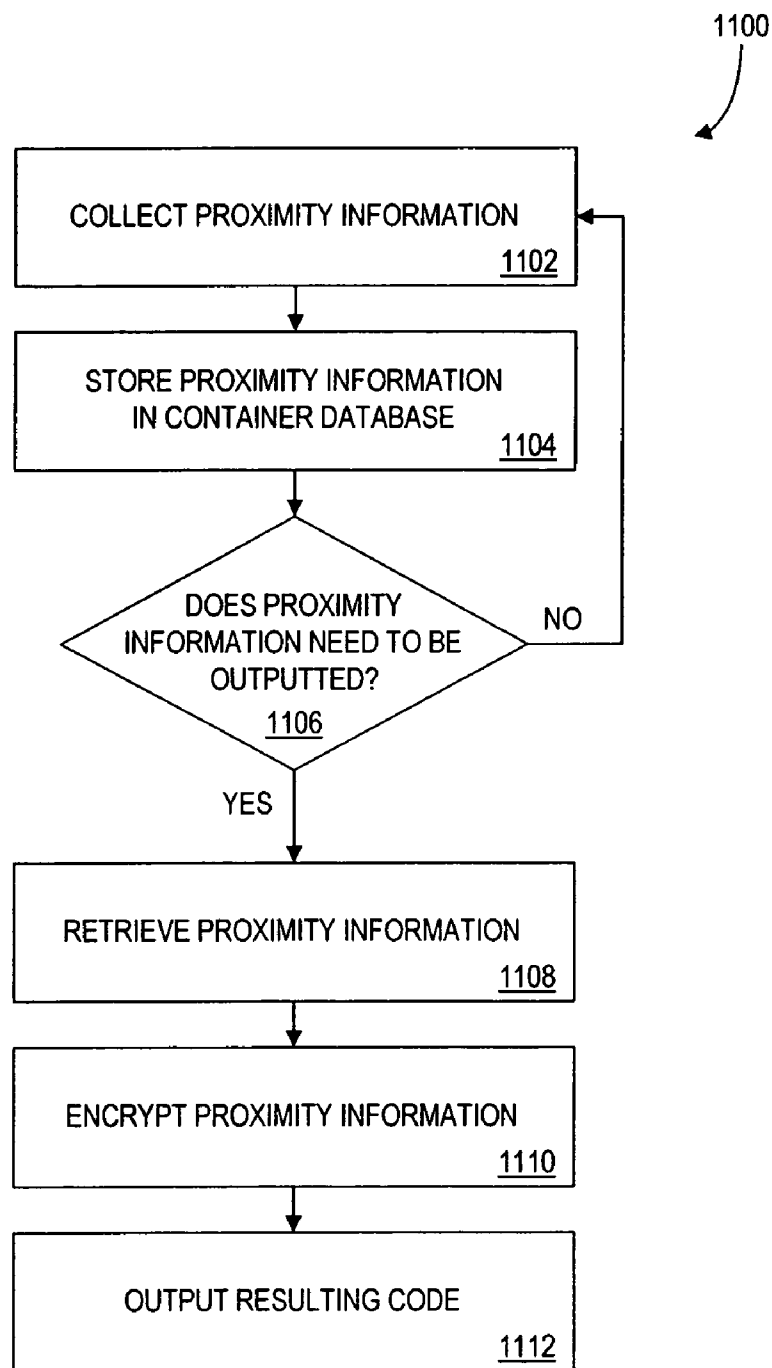 1100
COLLECT PROXIMITY INFORMATION
1102
STORE PROXIMITY INFORMATION
IN CONTAINER DATABASE
1104
DOES PROXIMITY
INFORMATION NEED TO BE
OUTPUTTED?
1106
NO
YES
RETRIEVE PROXIMITY INFORMATION
1108
ENCRYPT PROXIMITY INFORMATION
1110
OUTPUT RESULTING CODE
1112